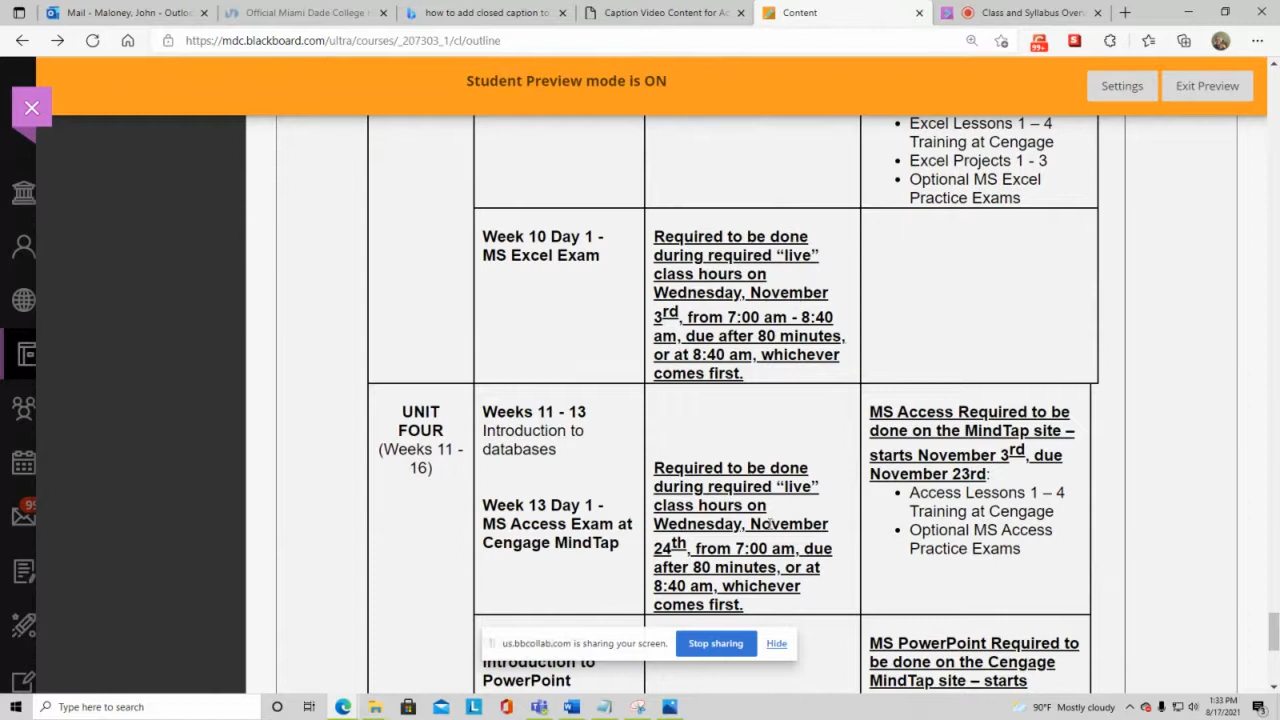 Mail - Maloney, John - Outlo
Official Miami Dade College
how to add closed caption to
Caption Video Content for Ac
Content
Class and Syllabus Over
https://mdc.blackboard.com/ultra/courses/_207303_1/cl/outline
99+
Student Preview mode is ON
Settings
Exit Preview
Excel Lessons 1 – 4
Training at Cengage
Excel Projects 1 - 3
Optional MS Excel
Practice Exams
Week 10 Day 1 -
MS Excel Exam
Required to be done
during required “live”
class hours on
Wednesday, November
3rd, from 7:00 am - 8:40
am, due after 80 minutes,
or at 8:40 am, whichever
comes first.
UNIT
FOUR
(Weeks 11 -
16)
Weeks 11 - 13
Introduction to
databases
Week 13 Day 1 -
MS Access Exam at
Cengage MindTap
Required to be done
during required “live”
class hours on
Wednesday, November
24th, from 7:00 am, due
after 80 minutes, or at
8:40 am, whichever
comes first.
MS Access Required to be
done on the MindTap site –
starts November 3rd, due
November 23rd:
Access Lessons 1 – 4
Training at Cengage
Optional MS Access
Practice Exams
us.bbcollab.com is sharing your screen.
Stop sharing
Hide
Introduction to
PowerPoint
MS PowerPoint Required to
be done on the Cengage
MindTap site – starts
Type here to search
90°F Mostly cloudy
1:33 PM
8/17/2021